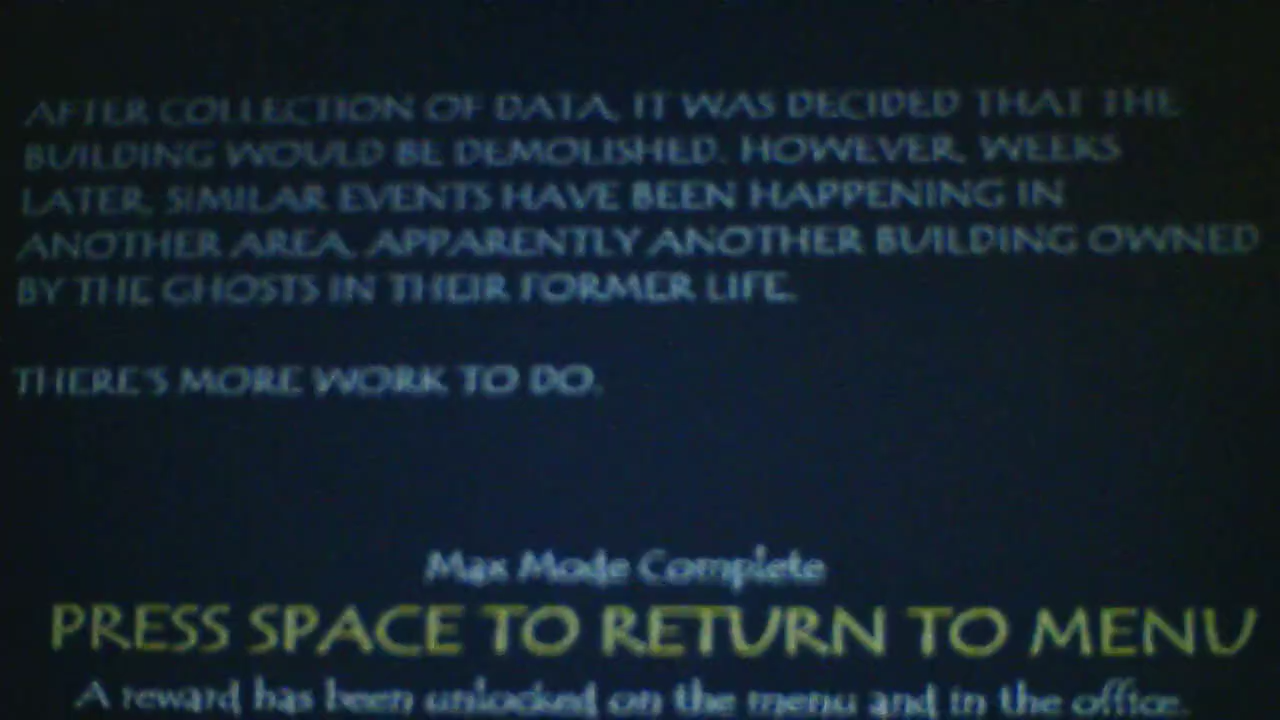 AFTER COLLECTION OF DATA, IT WAS DECIDED THAT THE
BUILDING WOULD BE DEMOLISHED. HOWEVER, WEEKS
LATER, SIMILAR EVENTS HAVE BEEN HAPPENING IN
ANOTHER AREA, APPARENTLY ANOTHER BUILDING OWNED
BY THE GHOSTS IN THEIR FORMER LIFE.
THERE'S MORE WORK TO DO.
Max Mode Complete
PRESS SPACE TO RETURN TO MENU
A reward has been unlocked on the menu and in the office.